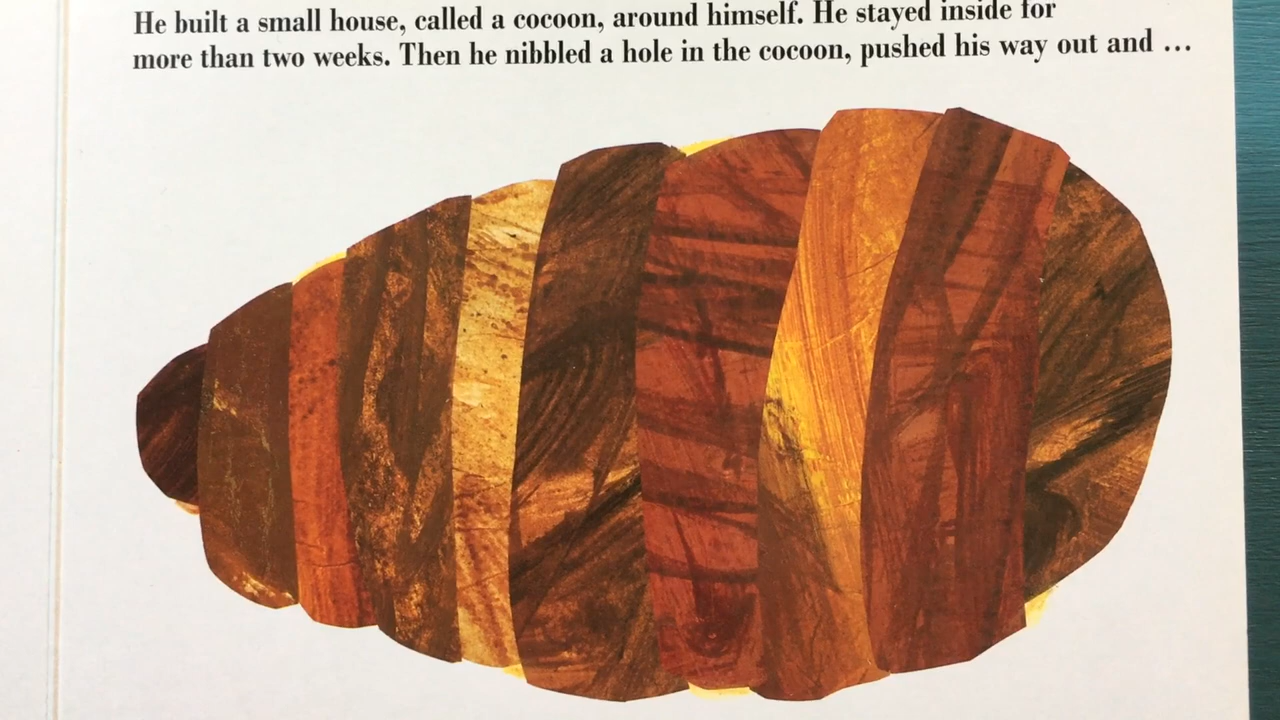 He built a small house, called a cocoon, around himself. He stayed inside for
more than two weeks. Then he nibbled a hole in the cocoon, pushed his way out and ...